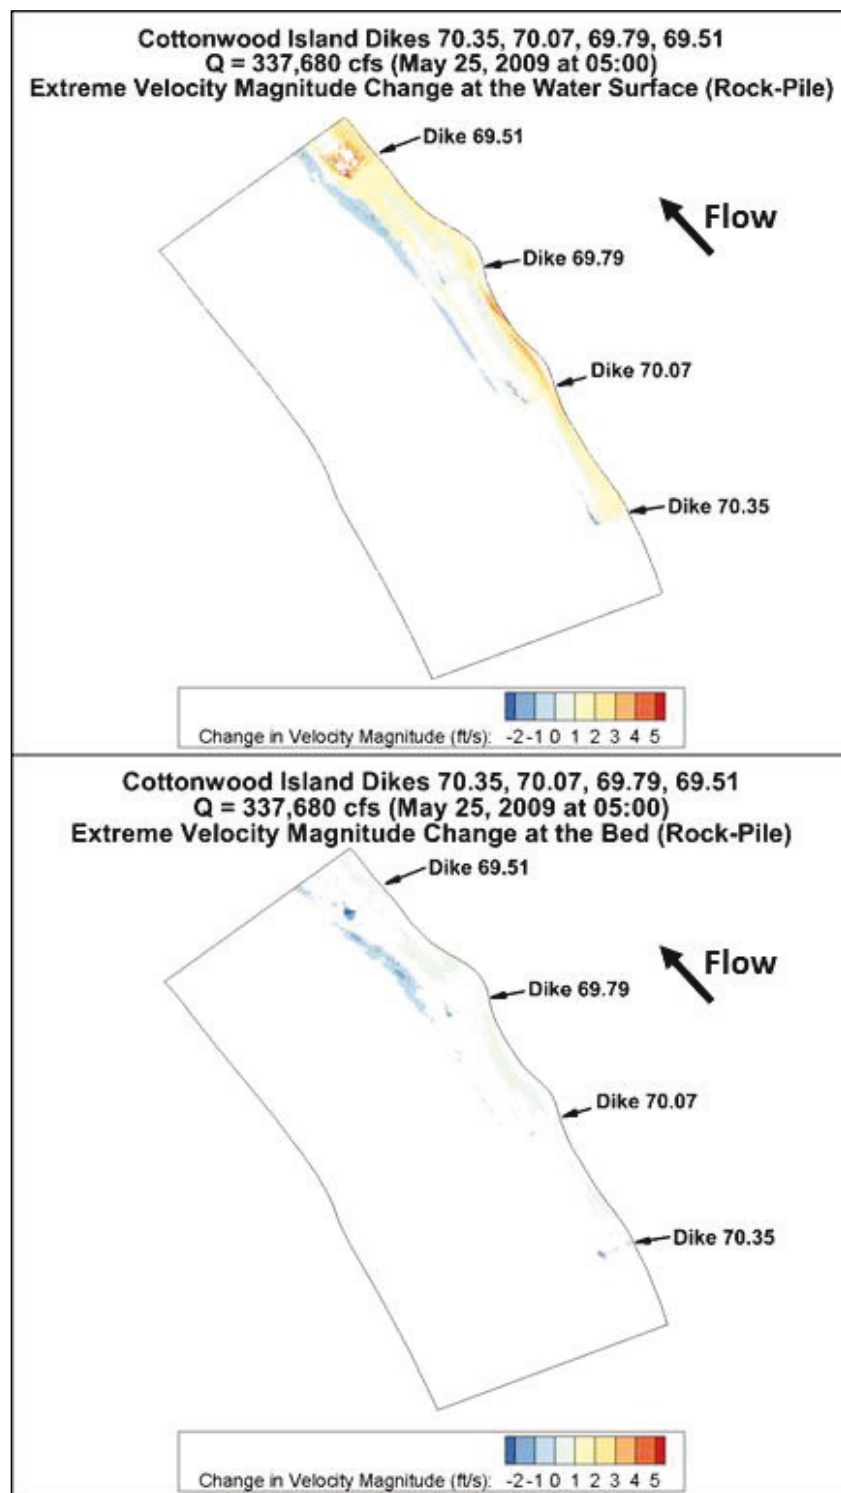 Cottonwood Island Dikes 70.35, 70.07, 69.79, 69.51
Q = 337,680 cfs (May 25, 2009 at 05:00)
Extreme Velocity Magnitude Change at the Water Surface (Rock-Pile)
Dike 69.51
Flow
Dike 69.79
Dike 70.07
Dike 70.35
Change in Velocity Magnitude (ft/s): -2 -1 0 1 2 3 4 5
Cottonwood Island Dikes 70.35, 70.07, 69.79, 69.51
Q = 337,680 cfs (May 25, 2009 at 05:00)
Extreme Velocity Magnitude Change at the Bed (Rock-Pile)
Dike 69.51
Flow
Dike 69.79
Dike 70.07
Dike 70.35
Change in Velocity Magnitude (ft/s): -2 -1 0 1 2 3 4 5